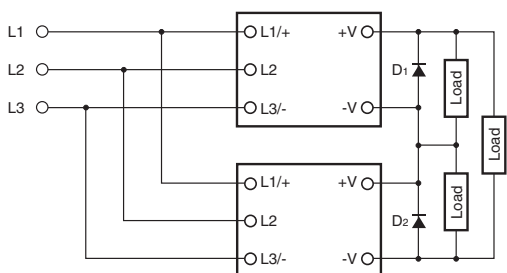 L1 L1/+ +V
L2 L2 D1 Load
L3 L3/- -V Load
L1/+ +V
L2 D2 Load
L3/- -V